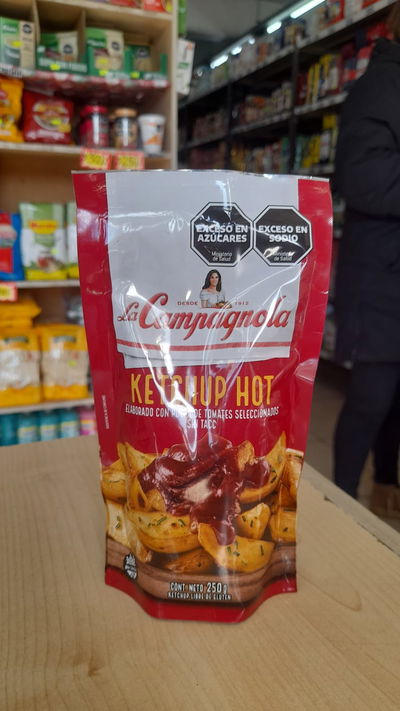 EXCESO EN
AZÚCARES
Ministerio
de Salud
EXCESO EN
SODIO
Ministerio
de Salud
DESDE 1912
La Campagnola
KETCHUP HOT
ELABORADO CON PULPA DE TOMATES SELECCIONADOS
SIN TACC
CONT. NETO 250g
KETCHUP LIBRE DE GLUTEN